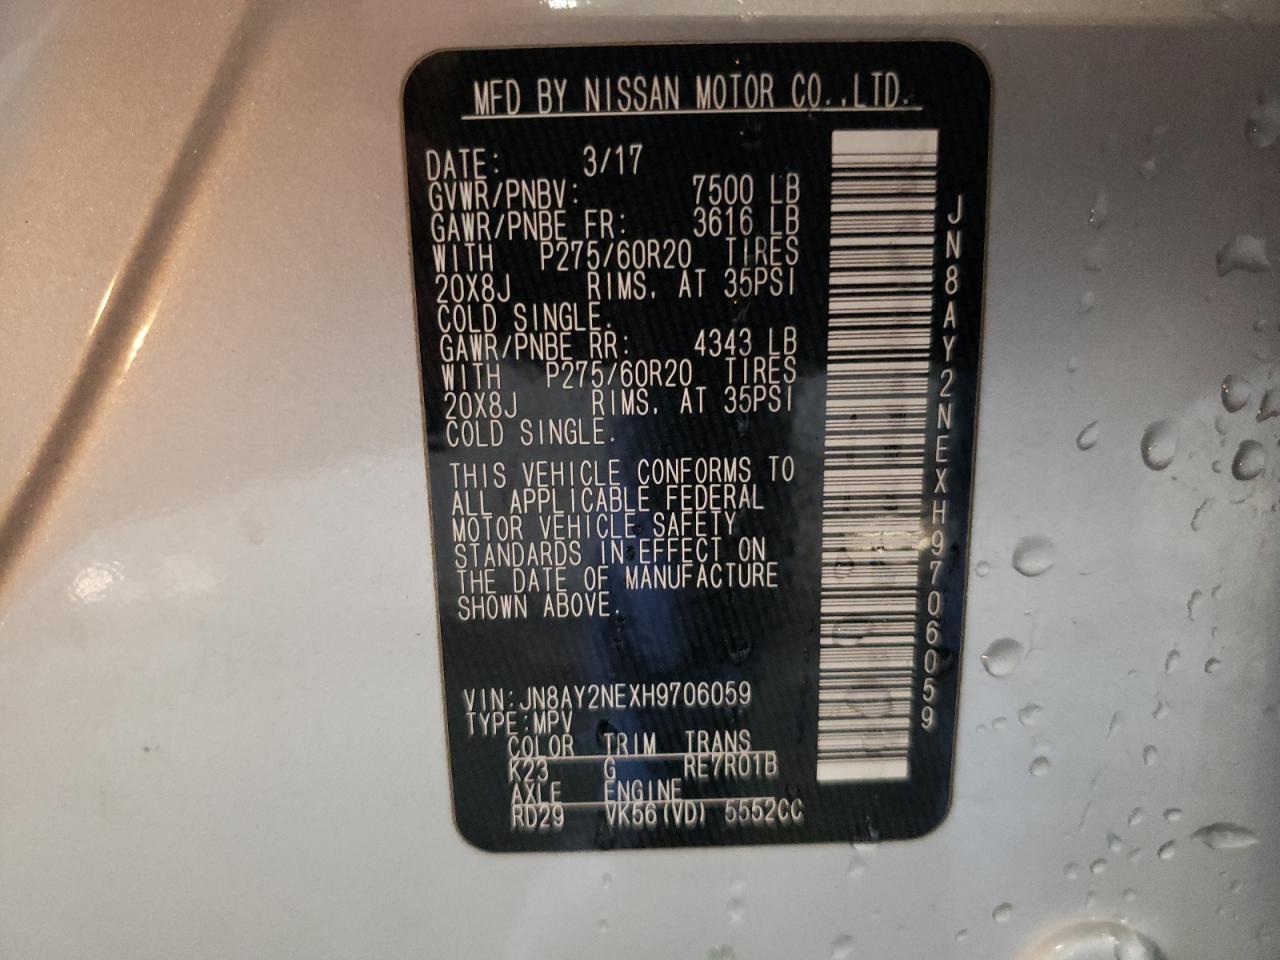 MFD BY NISSAN MOTOR CO.,LTD.
DATE: 3/17
GVWR/PNBV: 7500 LB
GAWR/PNBE FR: 3616 LB
WITH P275/60R20 TIRES
20X8J RIMS, AT 35PSI
COLD SINGLE.
GAWR/PNBE RR: 4343 LB
WITH P275/60R20 TIRES
20X8J RIMS, AT 35PSI
COLD SINGLE.
THIS VEHICLE CONFORMS TO
ALL APPLICABLE FEDERAL
MOTOR VEHICLE SAFETY
STANDARDS IN EFFECT ON
THE DATE OF MANUFACTURE
SHOWN ABOVE.
VIN:JN8AY2NEXH9706059
TYPE:MPV
COLOR TRIM TRANS
K23 G RE7R01B
AXLE ENGINE
RD29 VK56(VD) 5552CC
JN8AY2NEXH9706059